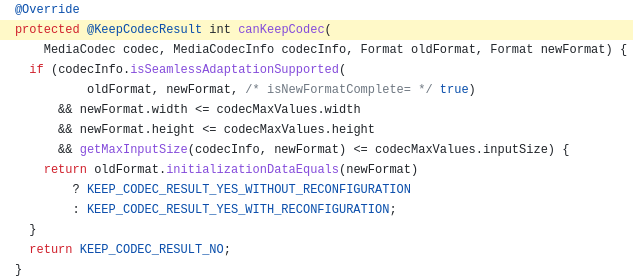 @Override
protected @KeepCodecResult int canKeepCodec(
MediaCodec codec, MediaCodecInfo codecInfo, Format oldFormat, Format newFormat) {
if (codecInfo.isSeamlessAdaptationSupported(
oldFormat, newFormat, /* isNewFormatComplete= */ true)
&& newFormat.width <= codecMaxValues.width
&& newFormat.height <= codecMaxValues.height
&& getMaxInputSize(codecInfo, newFormat) <= codecMaxValues.inputSize) {
return oldFormat.initializationDataEquals(newFormat)
? KEEP_CODEC_RESULT_YES_WITHOUT_RECONFIGURATION
: KEEP_CODEC_RESULT_YES_WITH_RECONFIGURATION;
}
return KEEP_CODEC_RESULT_NO;
}